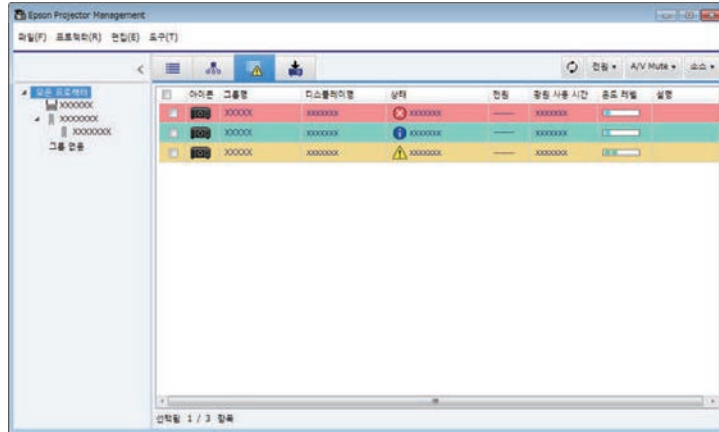 Epson Projector Management
파일(F) 프로젝터(R) 편집(E) 도구(T)
전원 A/V Mute 소스
모든 프로젝터
XXXXXX
XXXXXXX
XXXXXXX
그룹 없음
아이콘 그룹명 디스플레이명 상태 전원 광원 사용 시간 온도 레벨 설명
XXXXX XXXXXXX XXXXXXX ----- XXXXXXX
XXXXX XXXXXXX XXXXXXX ----- XXXXXXX
XXXXX XXXXXXX XXXXXXX ----- XXXXXXX
선택됨 1 / 3 항목